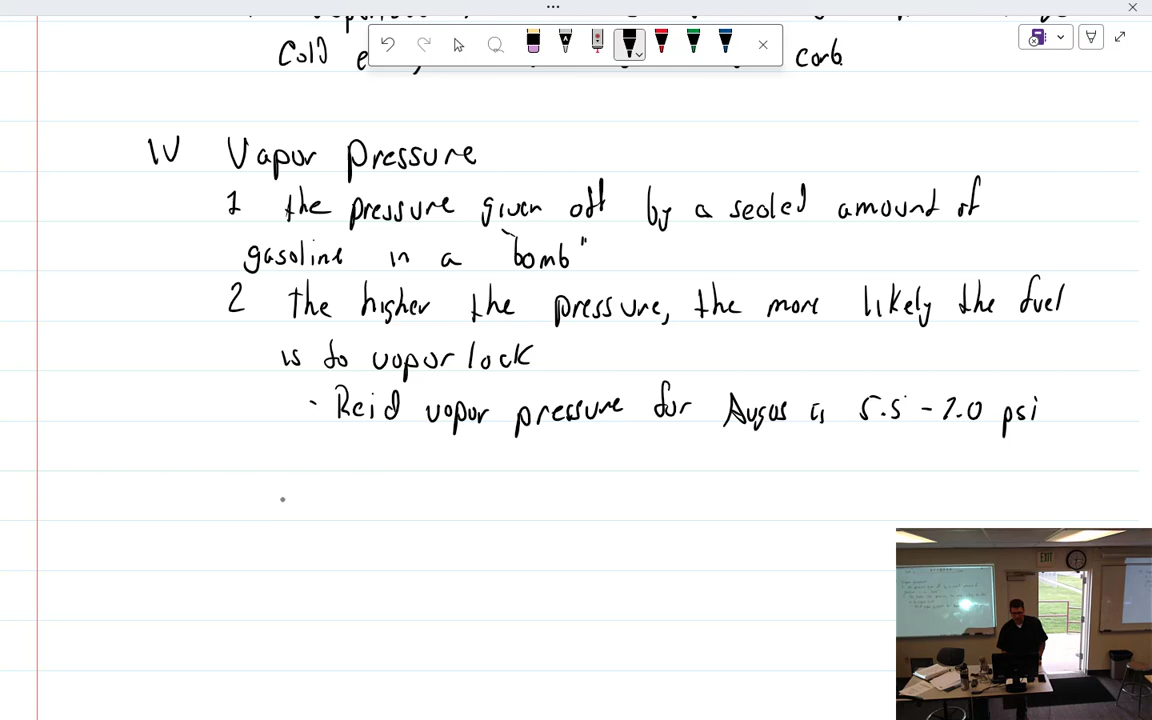 Cold
carb.
IV Vapor Pressure
1 the pressure given off by a sealed amount of
gasoline in a "bomb"
2 the higher the pressure, the more likely the fuel
is to vapor lock
- Reid vapor pressure for Avgas is 5.5 - 7.0 psi
EXIT